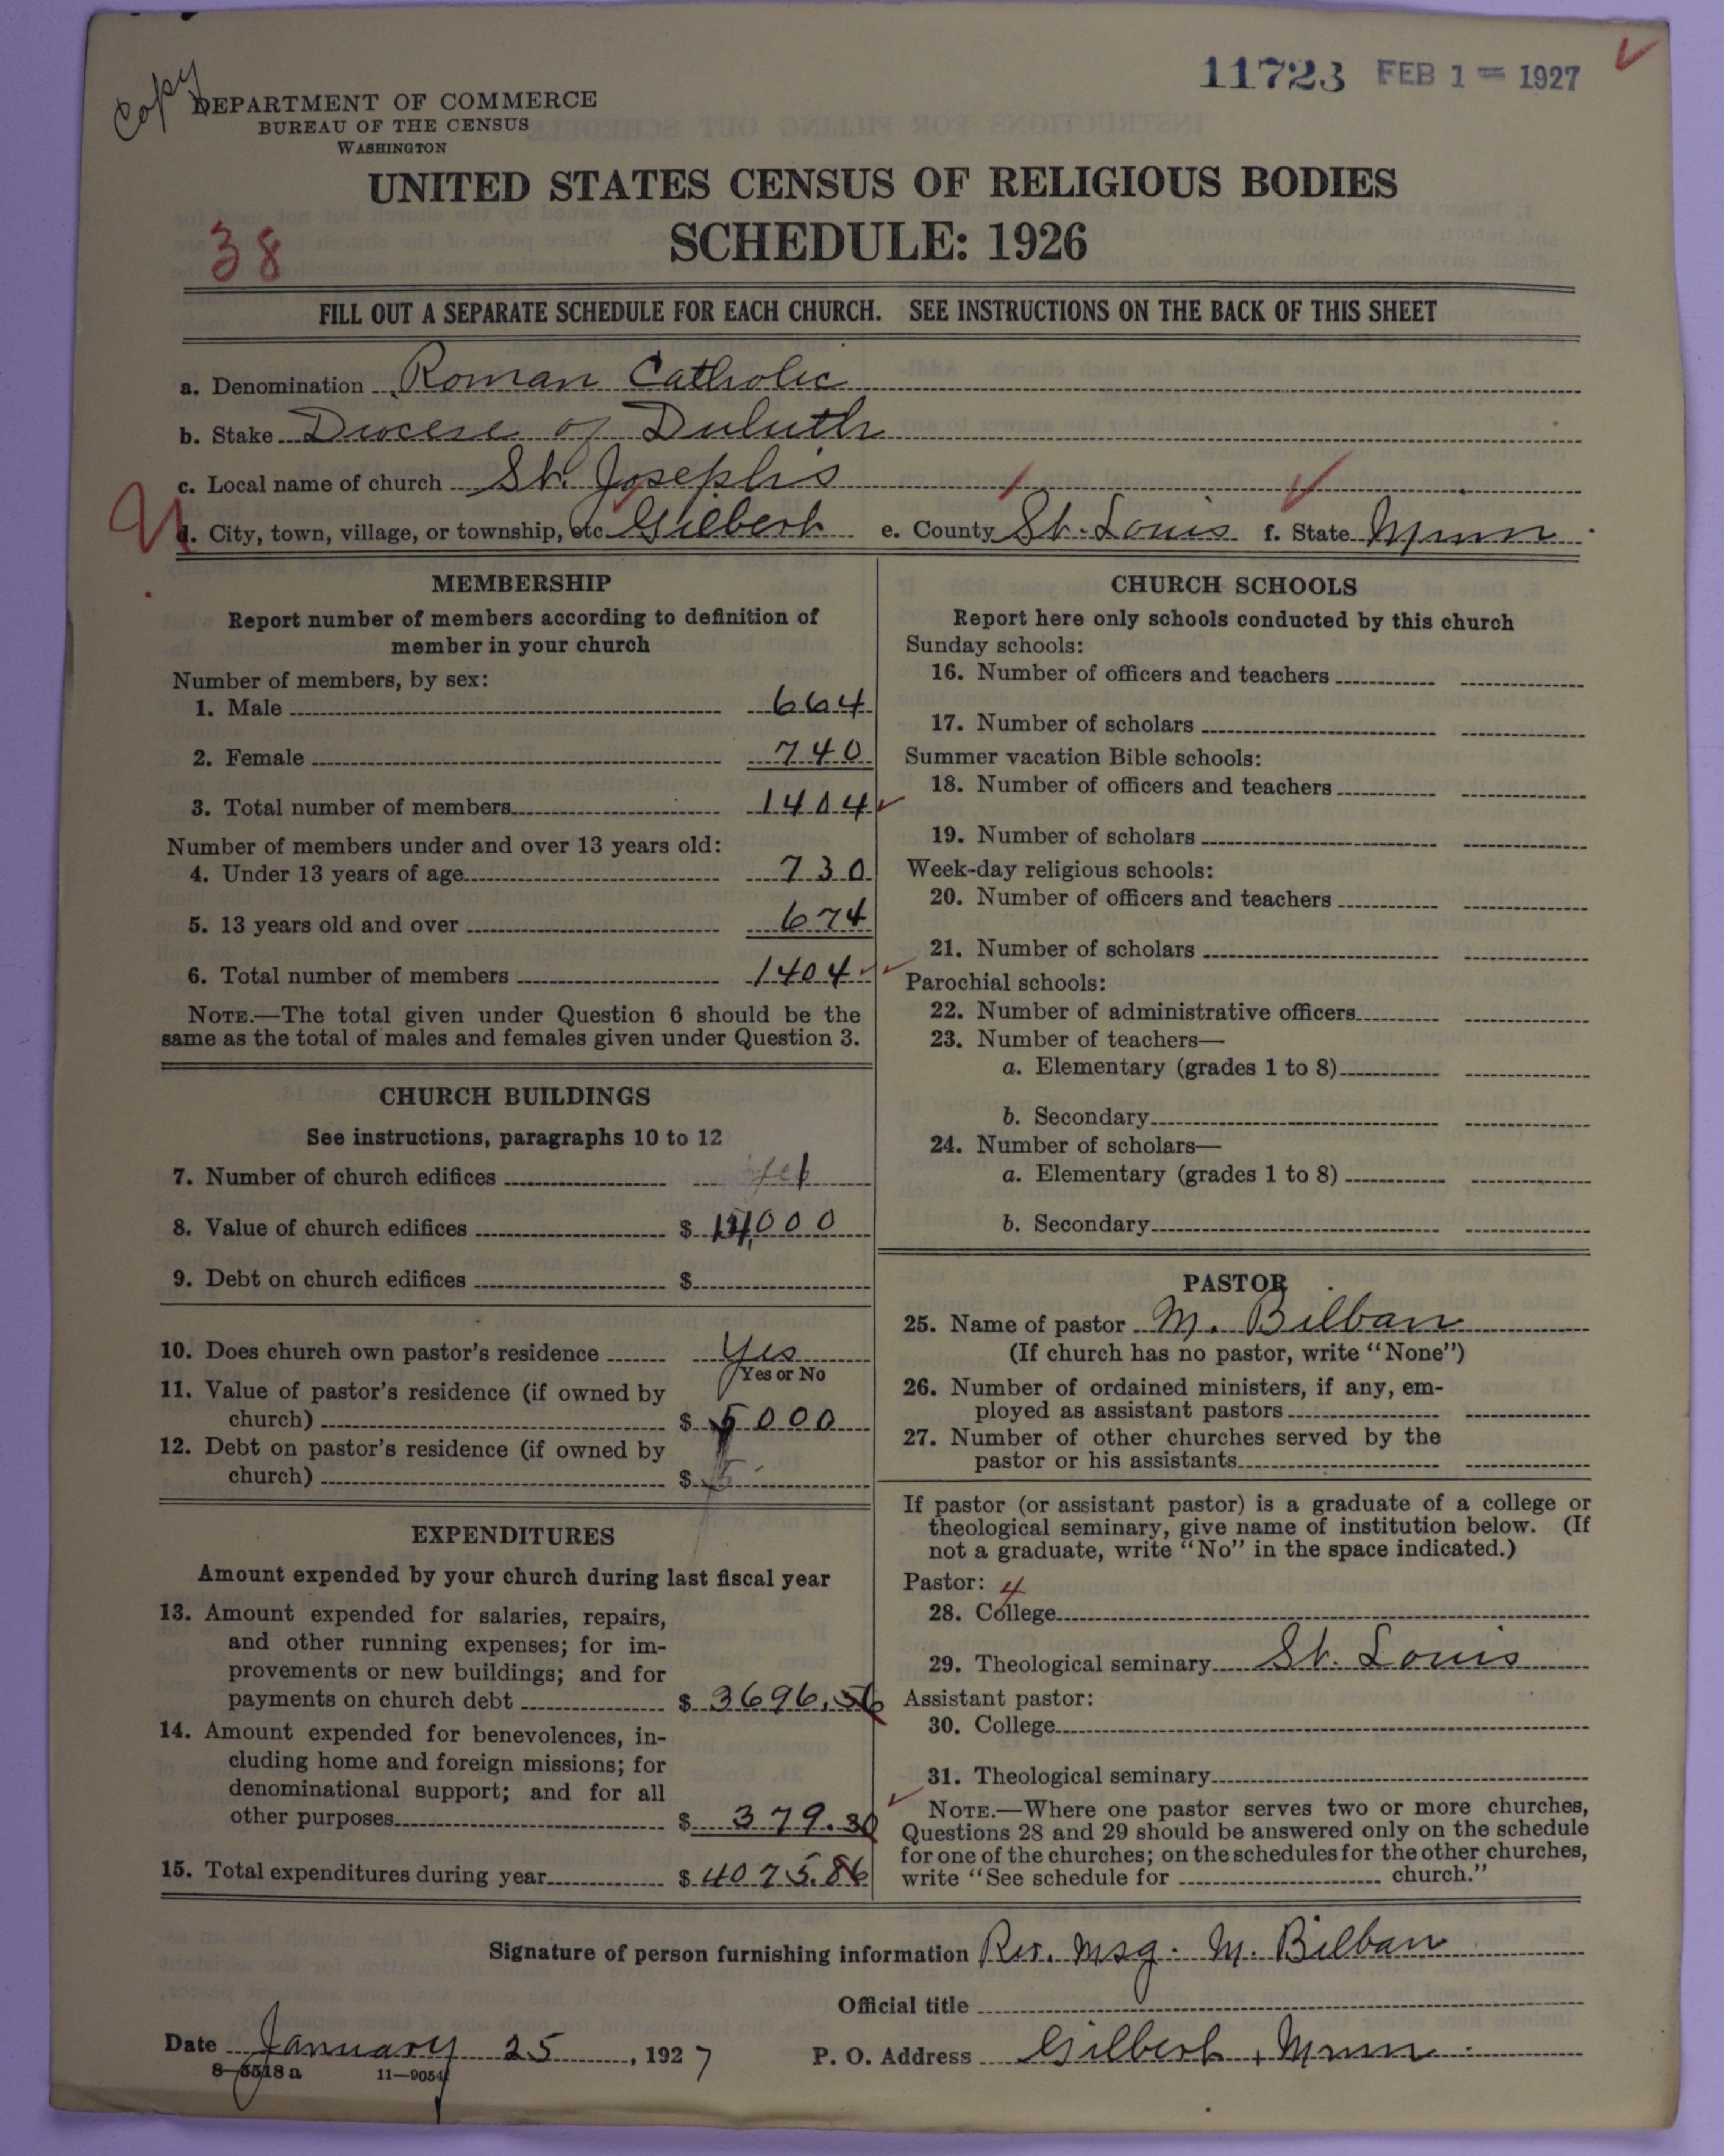 Copy
11723 FEB 1 - 1927
DEPARTMENT OF COMMERCE
BUREAU OF THE CENSUS
WASHINGTON
UNITED STATES CENSUS OF RELIGIOUS BODIES
SCHEDULE: 1926
38
FILL OUT A SEPARATE SCHEDULE FOR EACH CHURCH. SEE INSTRUCTIONS ON THE BACK OF THIS SHEET
a. Denomination Roman Catholic
b. Stake Diocese of Duluth
c. Local name of church St. Joseph's
d. City, town, village, or township, etc. Gilbert e. County St. Louis f. State Minn
MEMBERSHIP
Report number of members according to definition of
member in your church
Number of members, by sex:
1. Male 664
2. Female 740
3. Total number of members 1404
Number of members under and over 13 years old:
4. Under 13 years of age 730
5. 13 years old and over 674
6. Total number of members 1404
NOTE.—The total given under Question 6 should be the
same as the total of males and females given under Question 3.
CHURCH BUILDINGS
See instructions, paragraphs 10 to 12
7. Number of church edifices
8. Value of church edifices $
9. Debt on church edifices $
10. Does church own pastor's residence Yes
Yes or No
11. Value of pastor's residence (if owned by
church) $ 5000
12. Debt on pastor's residence (if owned by
church) $
EXPENDITURES
Amount expended by your church during last fiscal year
13. Amount expended for salaries, repairs,
and other running expenses; for im-
provements or new buildings; and for
payments on church debt $ 3696.56
14. Amount expended for benevolences, in-
cluding home and foreign missions; for
denominational support; and for all
other purposes $ 379.30
15. Total expenditures during year $ 4075.86
CHURCH SCHOOLS
Report here only schools conducted by this church
Sunday schools:
16. Number of officers and teachers
17. Number of scholars
Summer vacation Bible schools:
18. Number of officers and teachers
19. Number of scholars
Week-day religious schools:
20. Number of officers and teachers
21. Number of scholars
Parochial schools:
22. Number of administrative officers
23. Number of teachers—
a. Elementary (grades 1 to 8)
b. Secondary
24. Number of scholars—
a. Elementary (grades 1 to 8)
b. Secondary
PASTOR
25. Name of pastor M. Bilban
(If church has no pastor, write "None")
26. Number of ordained ministers, if any, em-
ployed as assistant pastors
27. Number of other churches served by the
pastor or his assistants
If pastor (or assistant pastor) is a graduate of a college or
theological seminary, give name of institution below. (If
not a graduate, write "No" in the space indicated.)
Pastor: 4
28. College
29. Theological seminary St. Louis
Assistant pastor:
30. College
31. Theological seminary
NOTE.—Where one pastor serves two or more churches,
Questions 28 and 29 should be answered only on the schedule
for one of the churches; on the schedules for the other churches,
write "See schedule for church."
Signature of person furnishing information Rev. Msg. M. Bilban
Official title
Date January 25, 1927 P. O. Address Gilbert, Minn
8-6518a 11-9054